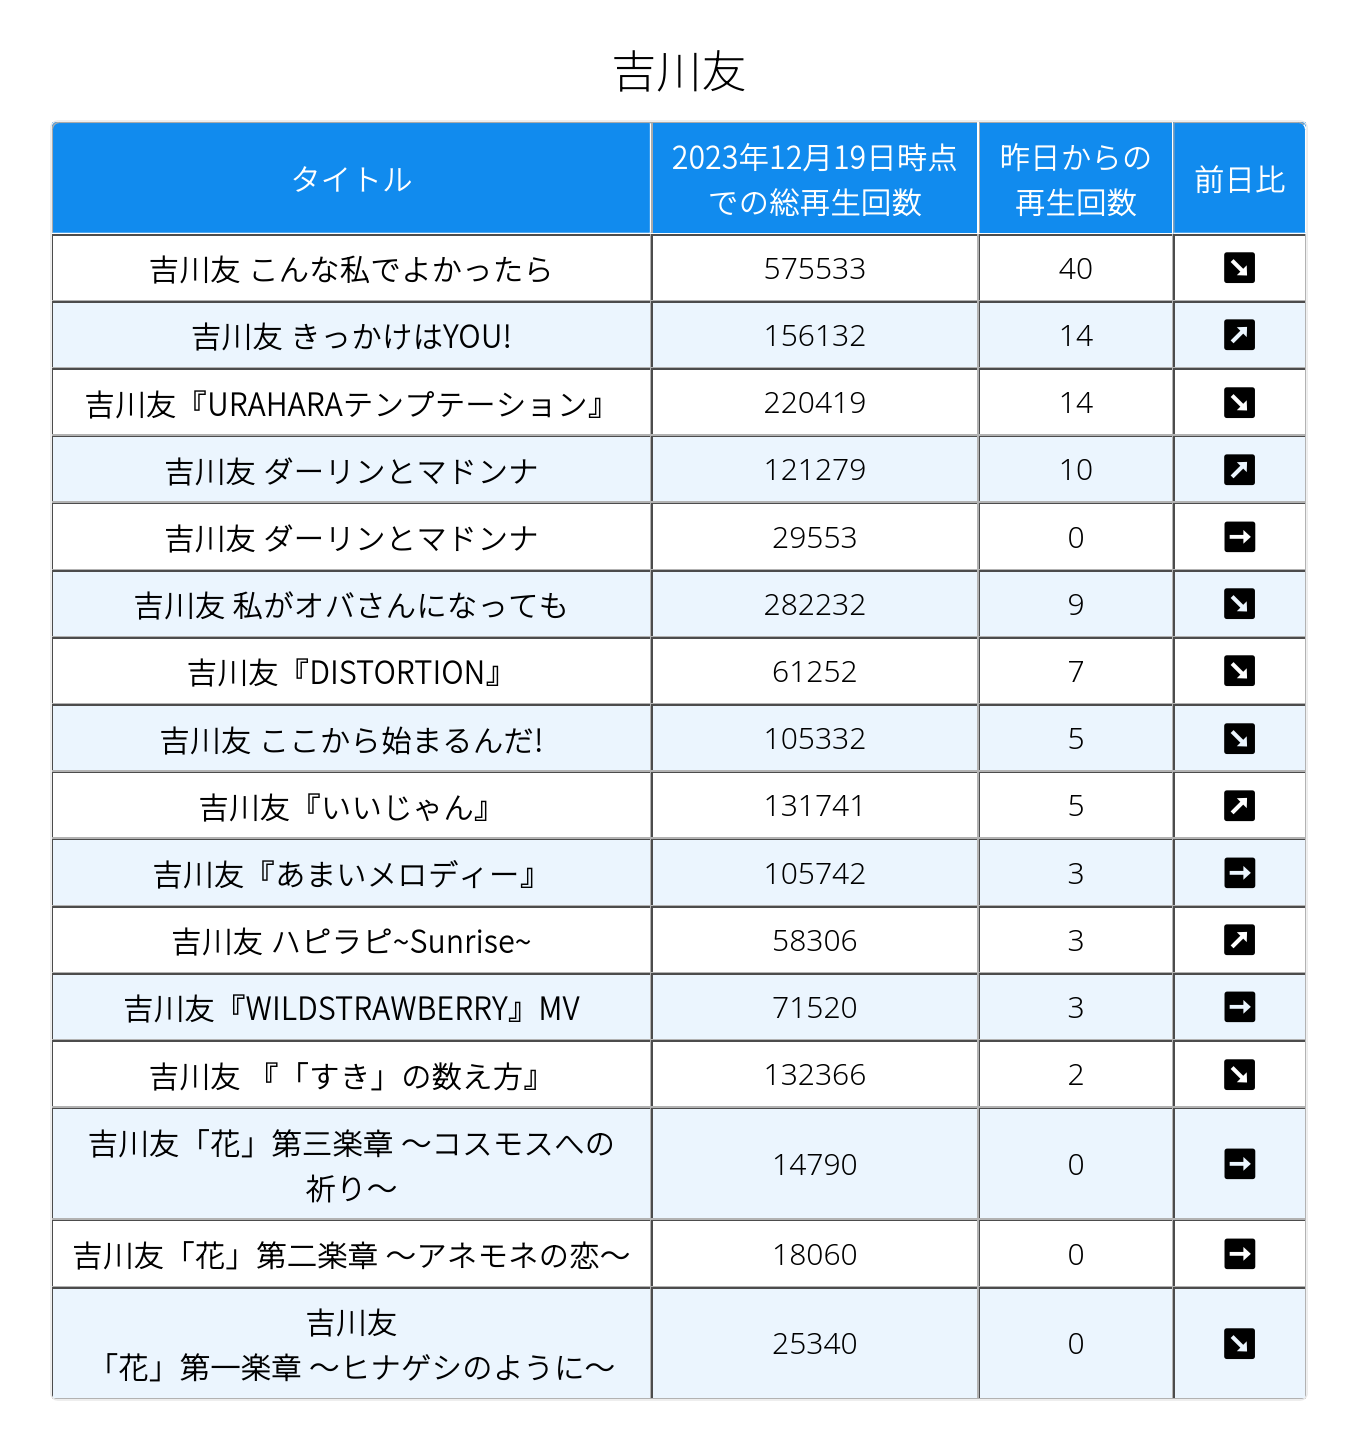 吉川友
タイトル
2023年12月19日時点
での総再生回数
昨日からの
再生回数
前日比
吉川友 こんな私でよかったら 575533 40
吉川友 きっかけはYOU! 156132 14
吉川友『URAHARAテンプテーション』 220419 14
吉川友 ダーリンとマドンナ 121279 10
吉川友 ダーリンとマドンナ 29553 0
吉川友 私がオバさんになっても 282232 9
吉川友『DISTORTION』 61252 7
吉川友 ここから始まるんだ! 105332 5
吉川友『いいじゃん』 131741 5
吉川友『あまいメロディー』 105742 3
吉川友 ハピラピ~Sunrise~ 58306 3
吉川友『WILDSTRAWBERRY』MV 71520 3
吉川友 『「すき」の数え方』 132366 2
吉川友「花」第三楽章 〜コスモスへの
祈り〜
14790 0
吉川友「花」第二楽章 〜アネモネの恋〜 18060 0
吉川友
「花」第一楽章 〜ヒナゲシのように〜
25340 0